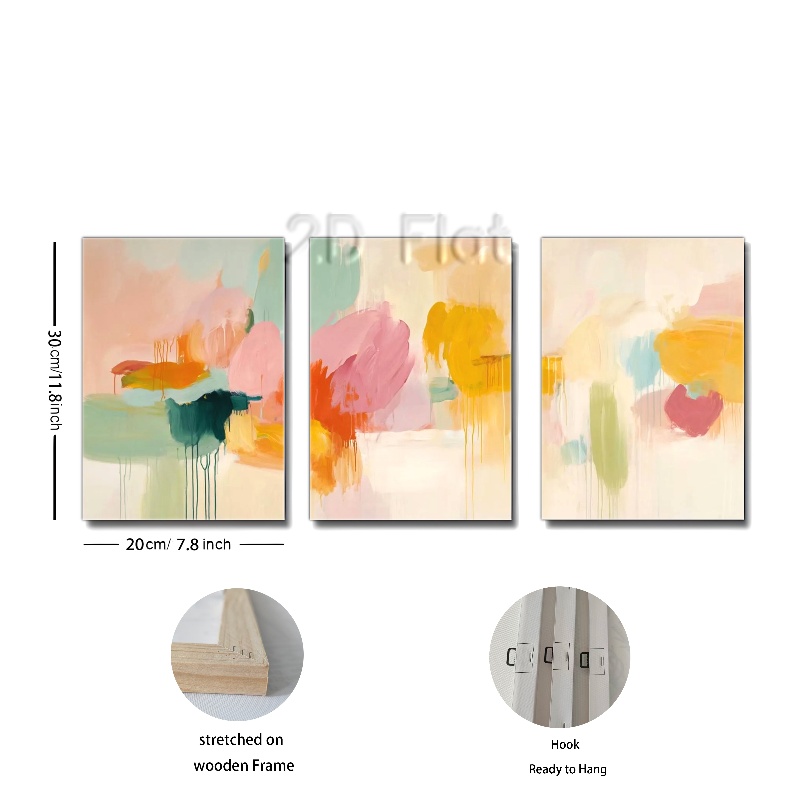 2D Flat
30cm/11.8inch
20cm/ 7.8 inch
stretched on
wooden Frame
Hook
Ready to Hang